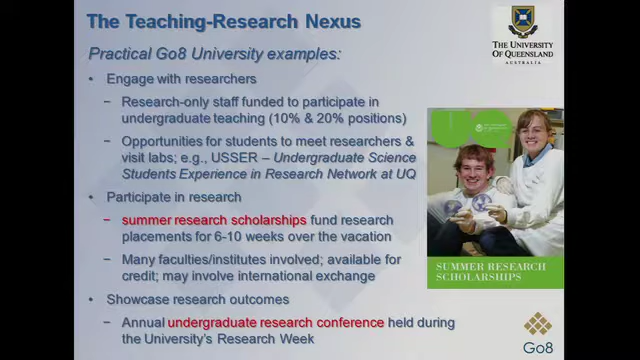 The Teaching-Research Nexus
THE UNIVERSITY
OF QUEENSLAND
AUSTRALIA
Practical Go8 University examples:
• Engage with researchers
− Research-only staff funded to participate in
undergraduate teaching (10% & 20% positions)
− Opportunities for students to meet researchers &
visit labs; e.g., USSER – Undergraduate Science
Students Experience in Research Network at UQ
• Participate in research
− summer research scholarships fund research
placements for 6-10 weeks over the vacation
− Many faculties/institutes involved; available for
credit; may involve international exchange
• Showcase research outcomes
− Annual undergraduate research conference held during
the University's Research Week
SUMMER RESEARCH
SCHOLARSHIPS
Go8